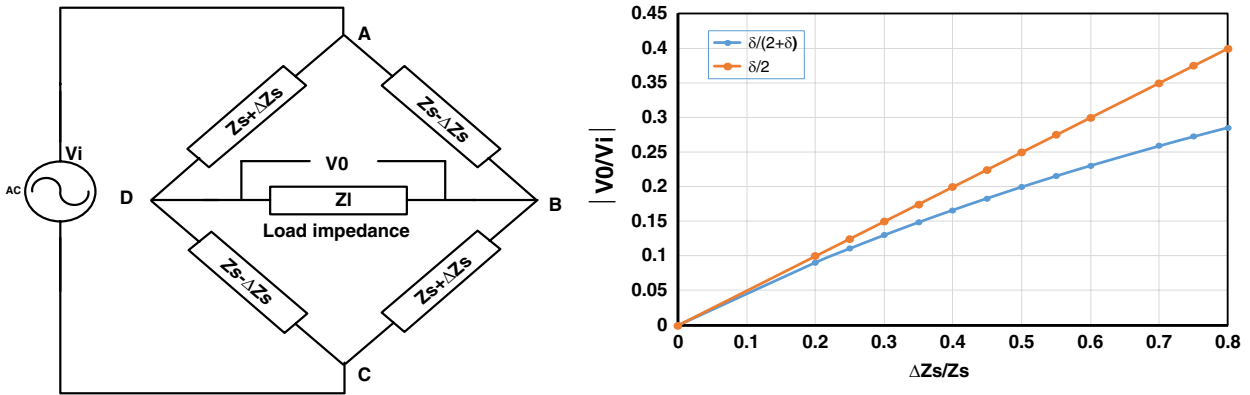 A
Zs+ΔZs
Zs-ΔZs
Vi
AC
V0
D
Zl
B
Load impedance
Zs-ΔZs
Zs+ΔZs
C
|V0/Vi|
0.45
0.4
0.35
0.3
0.25
0.2
0.15
0.1
0.05
0
δ/(2+δ)
δ/2
0 0.1 0.2 0.3 0.4 0.5 0.6 0.7 0.8
ΔZs/Zs